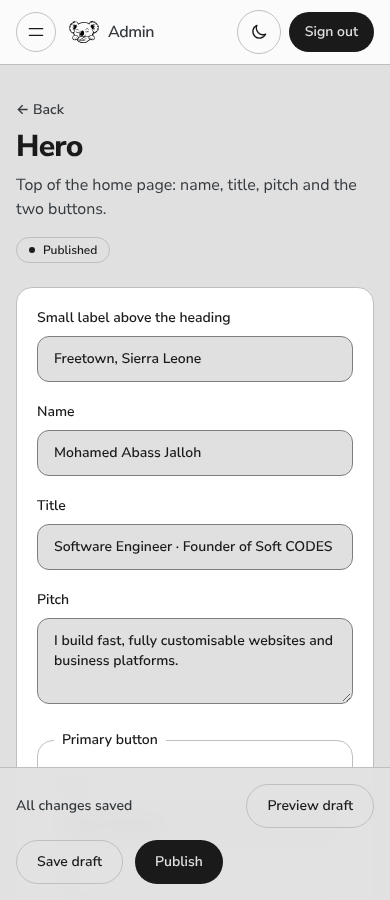 Admin
Sign out
← Back
Hero
Top of the home page: name, title, pitch and the
two buttons.
Published
Small label above the heading
Freetown, Sierra Leone
Name
Mohamed Abass Jalloh
Title
Software Engineer · Founder of Soft CODES
Pitch
I build fast, fully customisable websites and
business platforms.
Primary button
All changes saved
Preview draft
Save draft
Publish